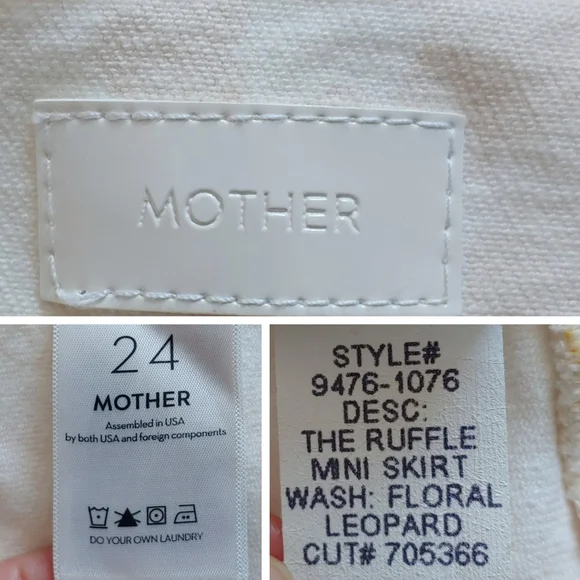 MOTHER
24
MOTHER
Assembled in USA
by both USA and foreign components
DO YOUR OWN LAUNDRY
STYLE#
9476-1076
DESC:
THE RUFFLE
MINI SKIRT
WASH: FLORAL
LEOPARD
CUT# 705366